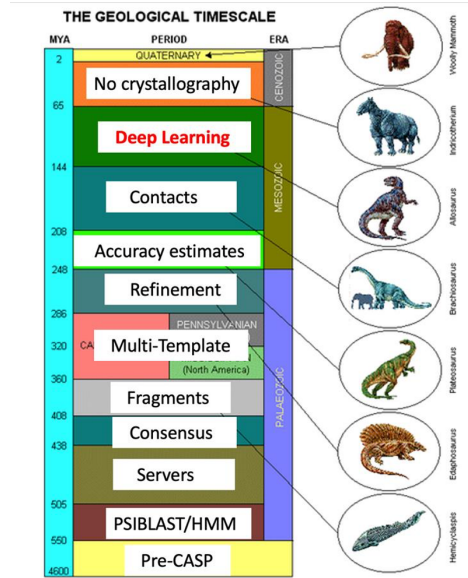 THE GEOLOGICAL TIMESCALE
MYA PERIOD ERA
QUATERNARY
2
No crystallography
CENOZOIC
65
Deep Learning
144
Contacts
MESOZOIC
208
Accuracy estimates
248
Refinement
286
PENNSYLVANIAN
320
CA
Multi-Template
(North America)
360
Fragments
PALAEOZOIC
408
Consensus
438
Servers
505
PSIBLAST/HMM
550
Pre-CASP
4600
Woolly Mammoth
Indricotherium
Allosaurus
Brachiosaurus
Plateosaurus
Edaphosaurus
Hemicyclaspis